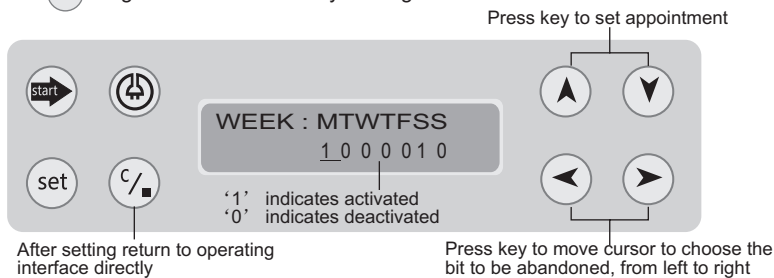 Press key to set appointment
start
WEEK : MTWTFSS
1 0 0 0 0 1 0
set
C/
‘1’ indicates activated
‘0’ indicates deactivated
After setting return to operating
interface directly
Press key to move cursor to choose the
bit to be abandoned, from left to right